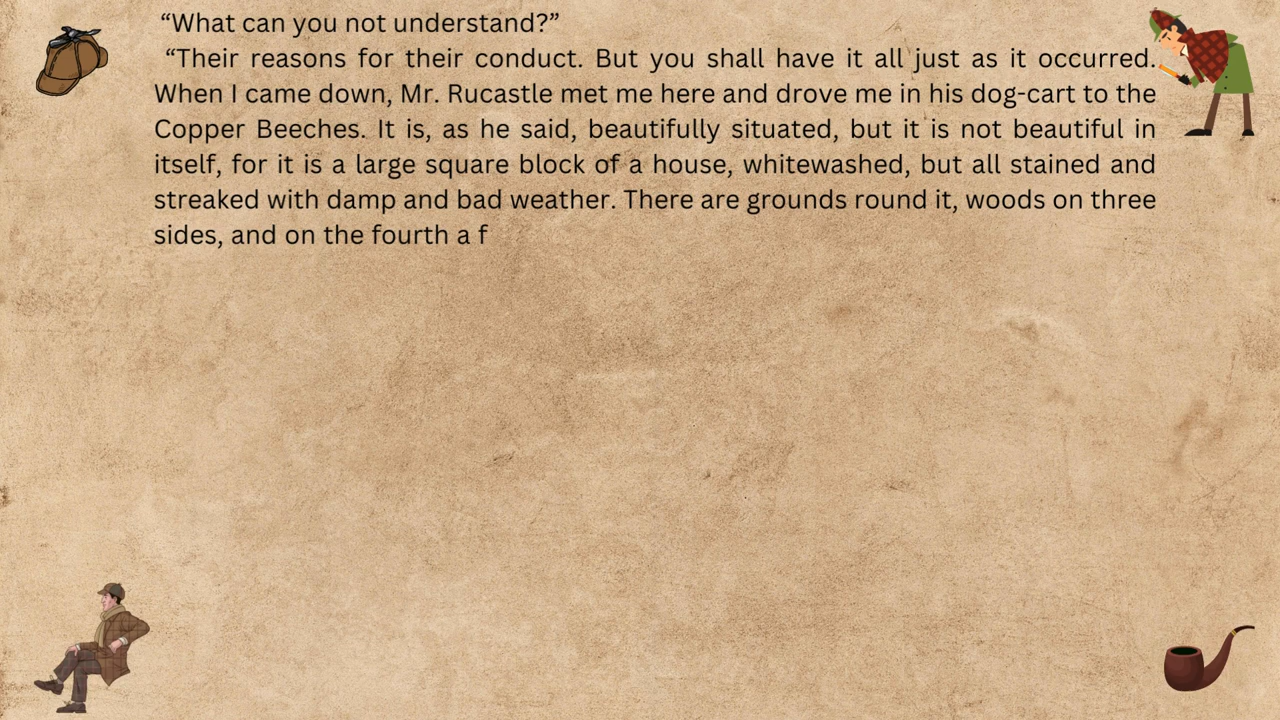 “What can you not understand?”
“Their reasons for their conduct. But you shall have it all just as it occurred.
When I came down, Mr. Rucastle met me here and drove me in his dog-cart to the
Copper Beeches. It is, as he said, beautifully situated, but it is not beautiful in
itself, for it is a large square block of a house, whitewashed, but all stained and
streaked with damp and bad weather. There are grounds round it, woods on three
sides, and on the fourth a f